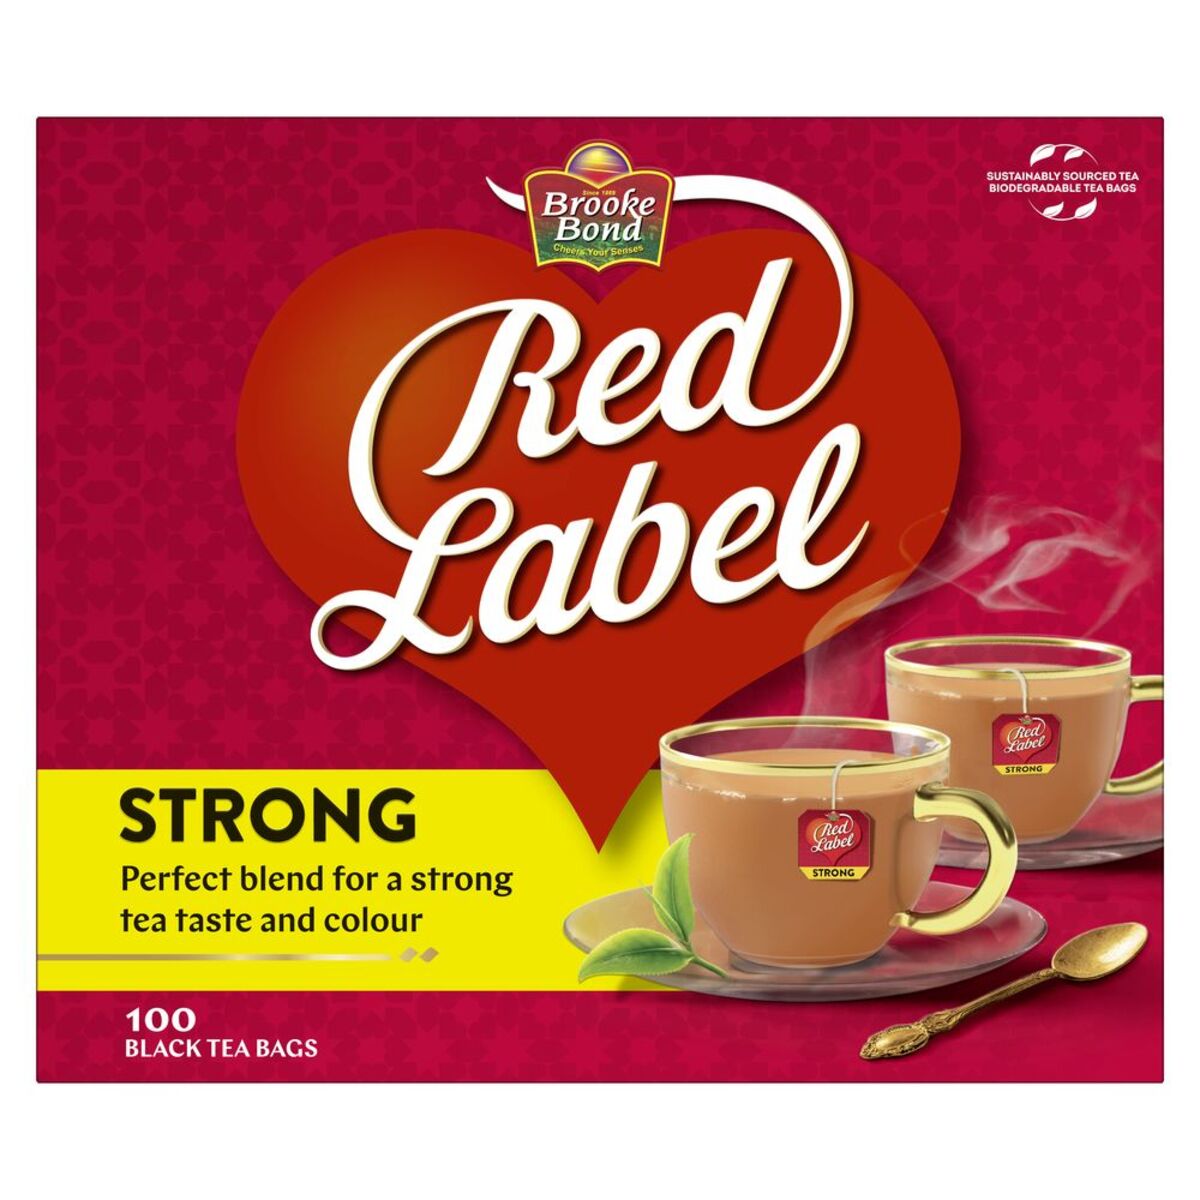 Since 1869
Brooke
Bond
Cheers Your Senses
SUSTAINABLY SOURCED TEA
BIODEGRADABLE TEA BAGS
Red
Label
STRONG
Perfect blend for a strong
tea taste and colour
100
BLACK TEA BAGS
Red
Label
STRONG
Red
Label
STRONG